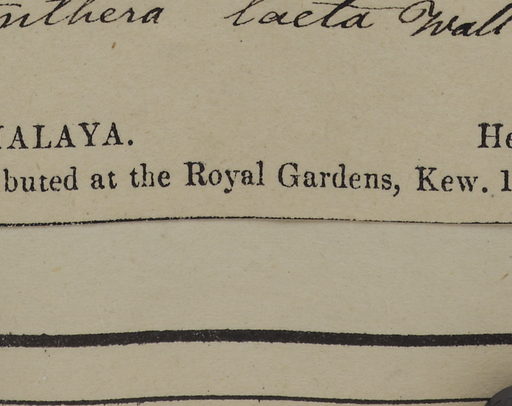 nthera laeta Wall
ALAYA. He
buted at the Royal Gardens, Kew. 1